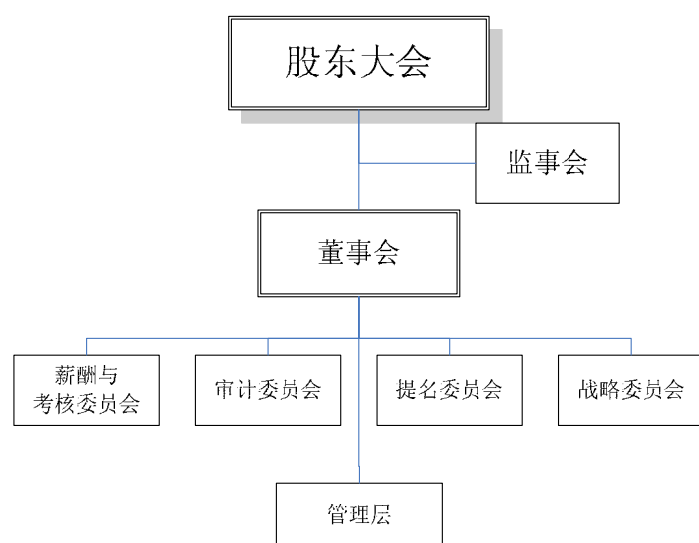 股东大会
监事会
董事会
薪酬与
考核委员会
审计委员会
提名委员会
战略委员会
管理层